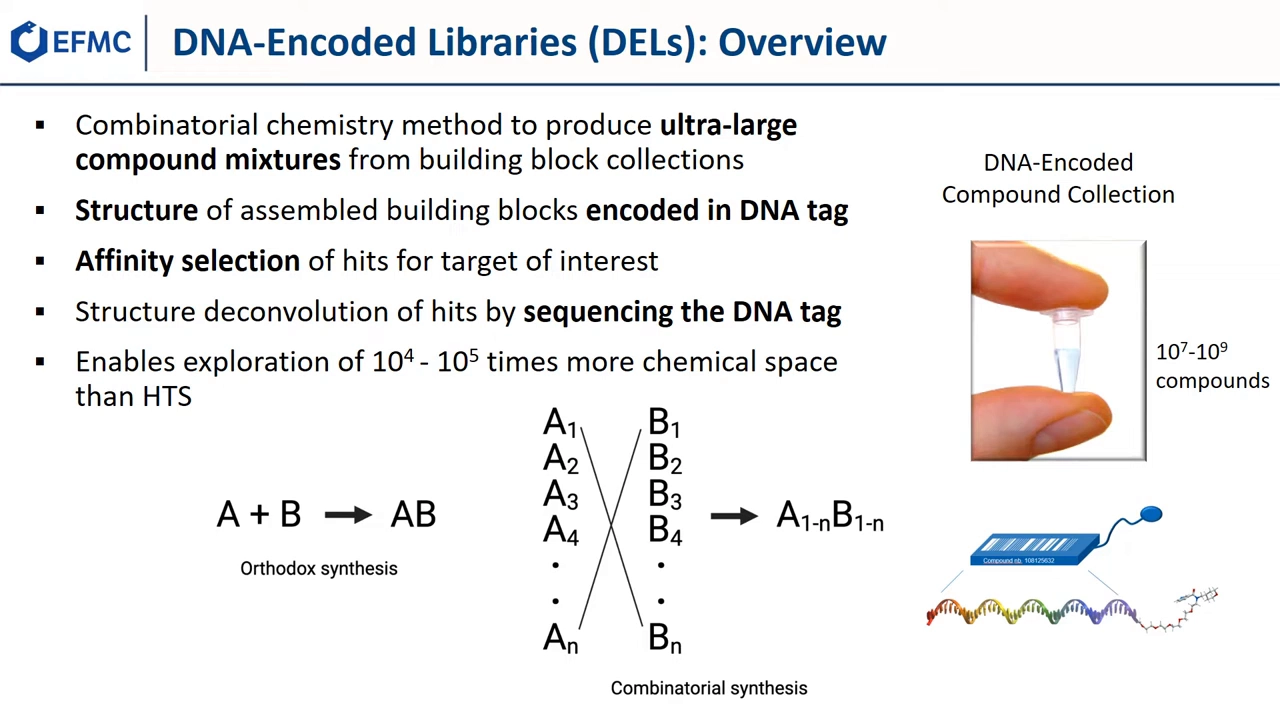 EFMC
DNA-Encoded Libraries (DELs): Overview
▪ Combinatorial chemistry method to produce ultra-large
compound mixtures from building block collections
▪ Structure of assembled building blocks encoded in DNA tag
▪ Affinity selection of hits for target of interest
▪ Structure deconvolution of hits by sequencing the DNA tag
▪ Enables exploration of 10⁴ - 10⁵ times more chemical space
than HTS
DNA-Encoded
Compound Collection
10⁷-10⁹
compounds
A + B → AB
Orthodox synthesis
A₁ B₁
A₂ B₂
A₃ B₃
A₄ B₄
. .
. .
Aₙ Bₙ
→ A₁₋ₙB₁₋ₙ
Combinatorial synthesis
Compound nb. 108125632